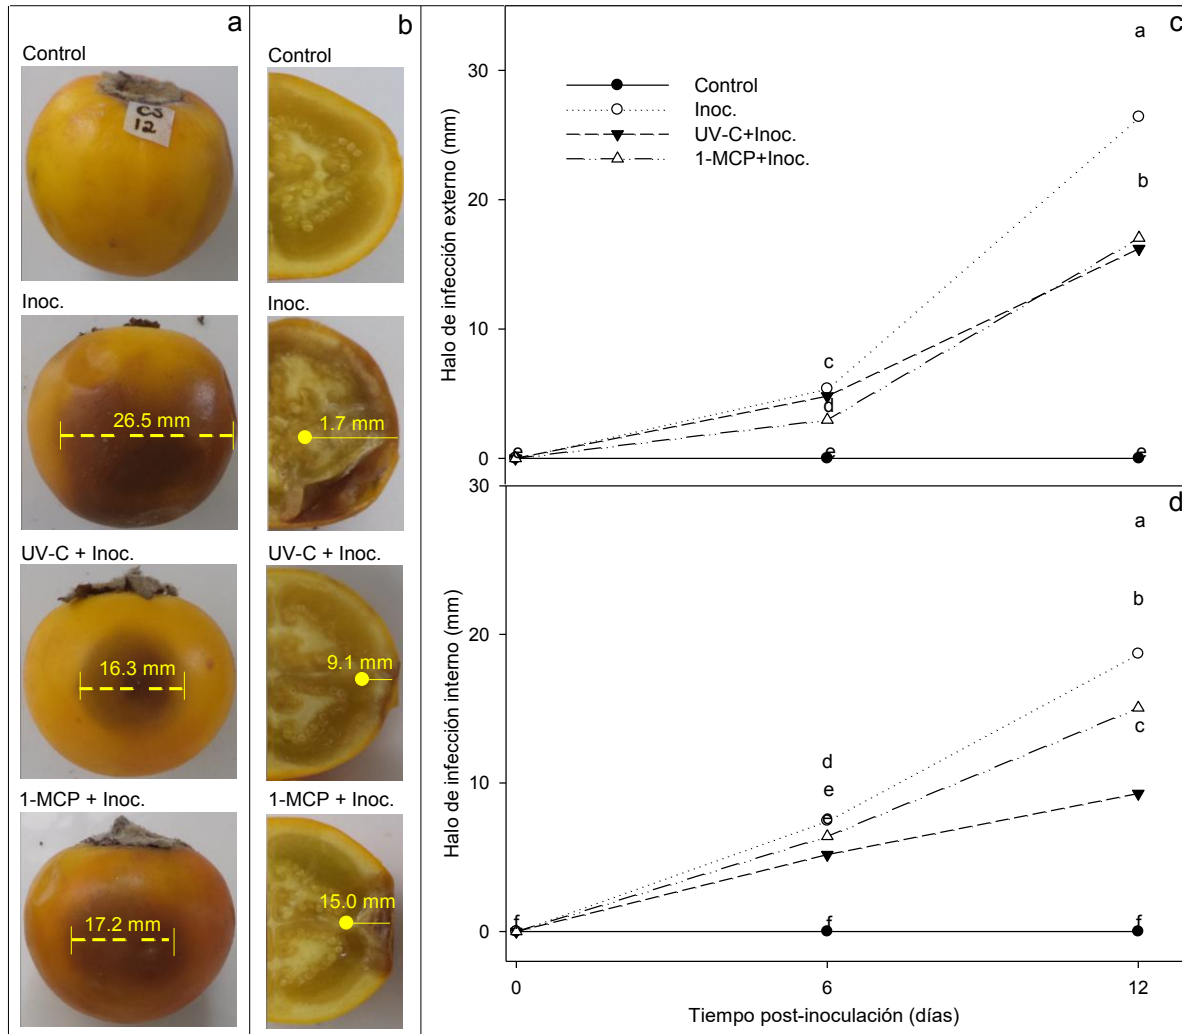 a
Control
CS
12
Inoc.
26.5 mm
UV-C + Inoc.
16.3 mm
1-MCP + Inoc.
17.2 mm
b
Control
Inoc.
1.7 mm
UV-C + Inoc.
9.1 mm
1-MCP + Inoc.
15.0 mm
c
Halo de infección externo (mm)
30
20
10
0
Control
Inoc.
UV-C+Inoc.
1-MCP+Inoc.
a
b
c
d
e
e
e
d
Halo de infección interno (mm)
30
20
10
0
a
b
c
d
e
e
f
f
f
0
6
12
Tiempo post-inoculación (días)